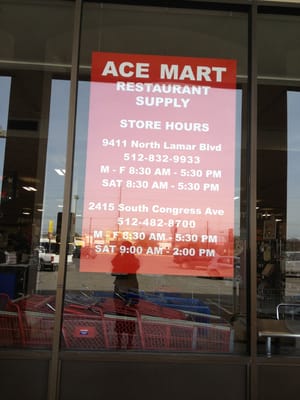 ACE MART
RESTAURANT
SUPPLY
STORE HOURS
9411 North Lamar Blvd
512-832-9933
M - F 8:30 AM - 5:30 PM
SAT 8:30 AM - 5:30 PM
2415 South Congress Ave
512-482-8700
M - F 8:30 AM - 5:30 PM
SAT 9:00 AM - 2:00 PM